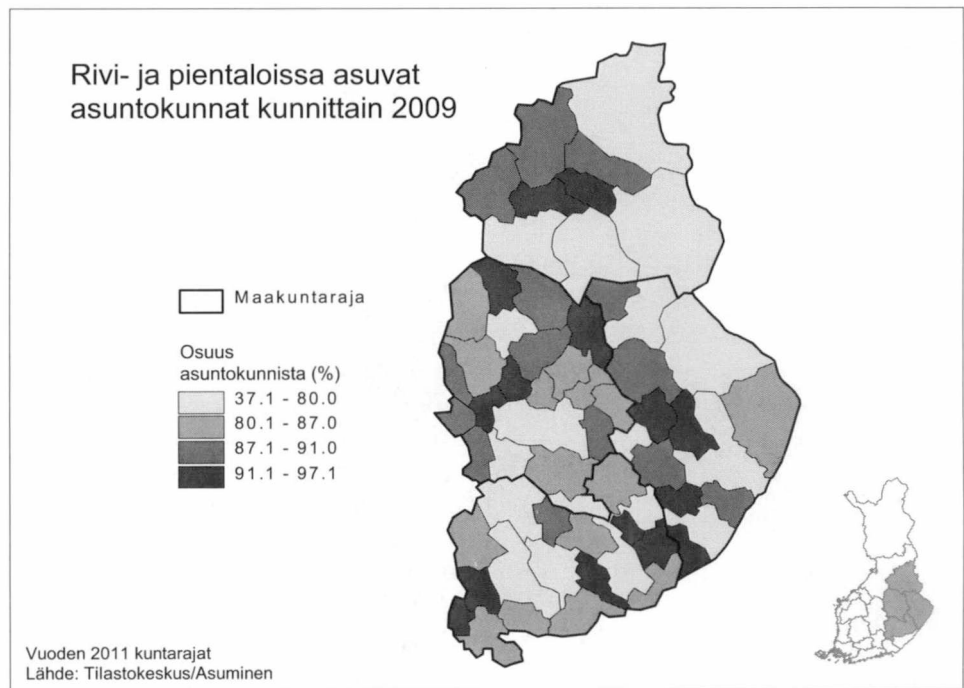 Rivi- ja pientaloissa asuvat
asuntokunnat kunnittain 2009
Maakuntaraja
Osuus
asuntokunnista (%)
37.1 - 80.0
80.1 - 87.0
87.1 - 91.0
91.1 - 97.1
Vuoden 2011 kuntarajat
Lähde: Tilastokeskus/Asuminen